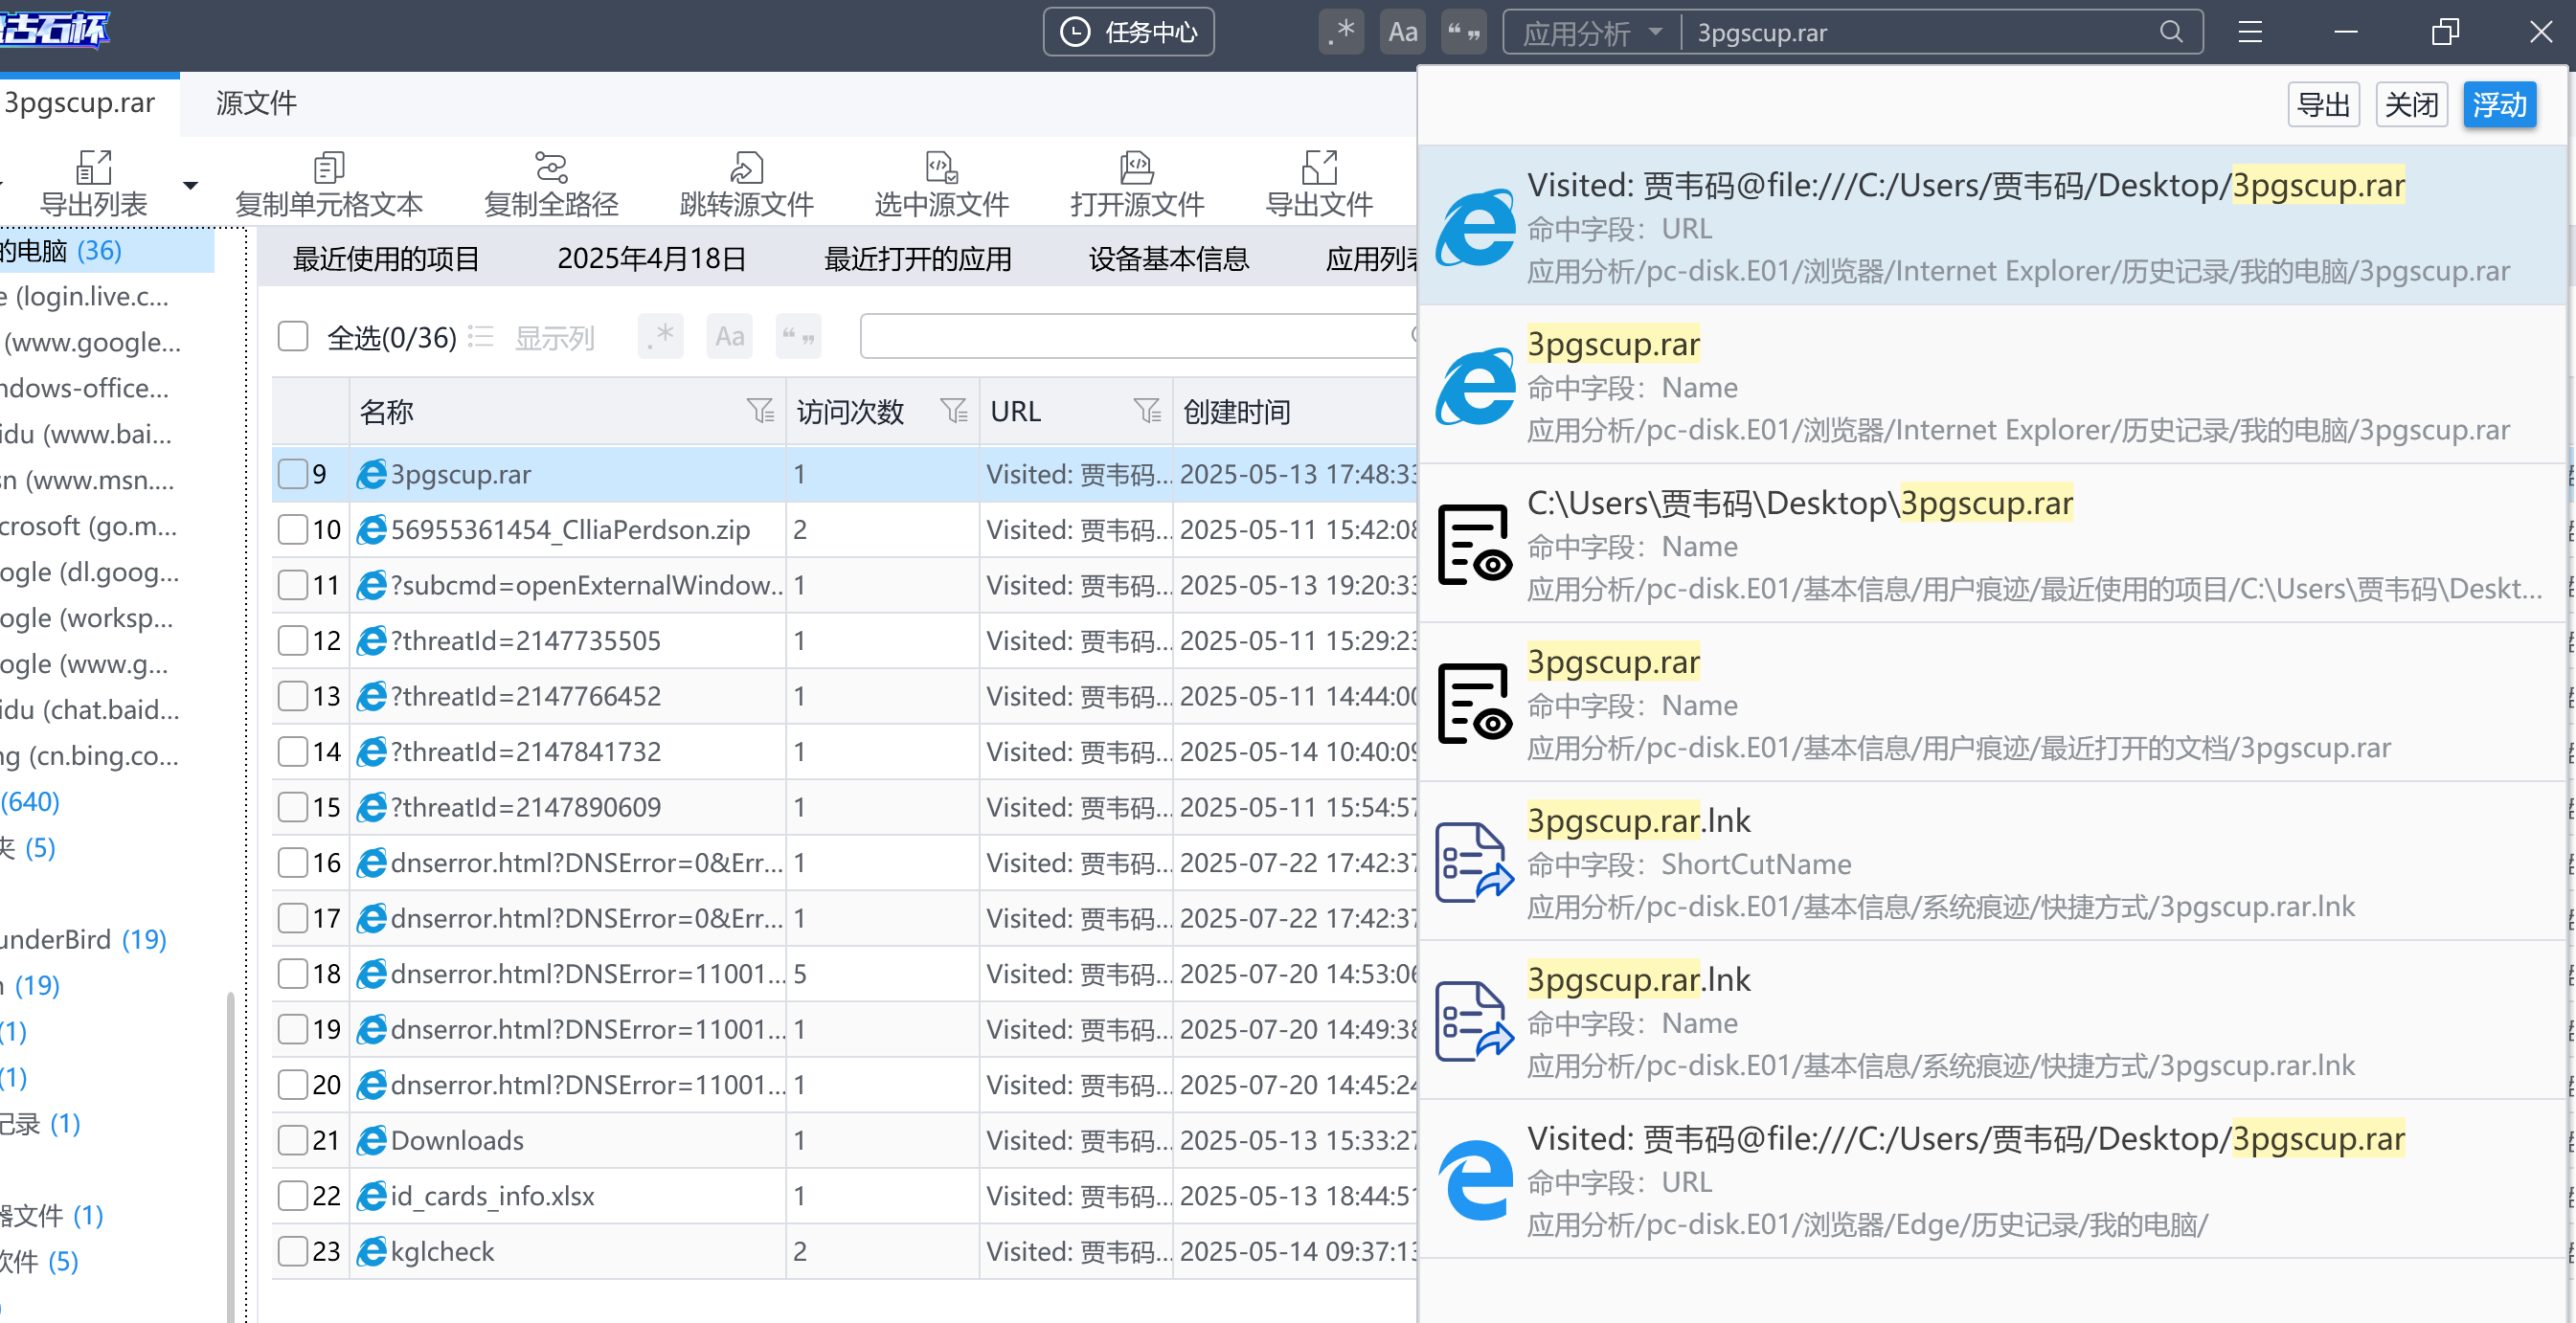 古石杯
任务中心
.*
Aa
应用分析
3pgscup.rar
3pgscup.rar
源文件
导出列表
复制单元格文本
复制全路径
跳转源文件
选中源文件
打开源文件
导出文件
的电脑 (36)
e (login.live.c...
(www.google...
ndows-office...
idu (www.bai...
sn (www.msn....
crosoft (go.m...
ogle (dl.goog...
ogle (worksp...
ogle (www.g...
idu (chat.baid...
ng (cn.bing.co...
(640)
夹 (5)
underBird (19)
(19)
(1)
(1)
记录 (1)
器文件 (1)
软件 (5)
最近使用的项目
2025年4月18日
最近打开的应用
设备基本信息
应用列表
全选(0/36)
显示列
.*
Aa
名称 访问次数 URL 创建时间
9 3pgscup.rar 1 Visited: 贾韦码... 2025-05-13 17:48:33
10 56955361454_ClliaPerdson.zip 2 Visited: 贾韦码... 2025-05-11 15:42:08
11 ?subcmd=openExternalWindow... 1 Visited: 贾韦码... 2025-05-13 19:20:33
12 ?threatId=2147735505 1 Visited: 贾韦码... 2025-05-11 15:29:23
13 ?threatId=2147766452 1 Visited: 贾韦码... 2025-05-11 14:44:00
14 ?threatId=2147841732 1 Visited: 贾韦码... 2025-05-14 10:40:09
15 ?threatId=2147890609 1 Visited: 贾韦码... 2025-05-11 15:54:57
16 dnserror.html?DNSError=0&Err... 1 Visited: 贾韦码... 2025-07-22 17:42:37
17 dnserror.html?DNSError=0&Err... 1 Visited: 贾韦码... 2025-07-22 17:42:37
18 dnserror.html?DNSError=11001... 5 Visited: 贾韦码... 2025-07-20 14:53:06
19 dnserror.html?DNSError=11001... 1 Visited: 贾韦码... 2025-07-20 14:49:38
20 dnserror.html?DNSError=11001... 1 Visited: 贾韦码... 2025-07-20 14:45:24
21 Downloads 1 Visited: 贾韦码... 2025-05-13 15:33:27
22 id_cards_info.xlsx 1 Visited: 贾韦码... 2025-05-13 18:44:51
23 kglcheck 2 Visited: 贾韦码... 2025-05-14 09:37:13
导出
关闭
浮动
Visited: 贾韦码@file:///C:/Users/贾韦码/Desktop/3pgscup.rar
命中字段：URL
应用分析/pc-disk.E01/浏览器/Internet Explorer/历史记录/我的电脑/3pgscup.rar
3pgscup.rar
命中字段：Name
应用分析/pc-disk.E01/浏览器/Internet Explorer/历史记录/我的电脑/3pgscup.rar
C:\Users\贾韦码\Desktop\3pgscup.rar
命中字段：Name
应用分析/pc-disk.E01/基本信息/用户痕迹/最近使用的项目/C:\Users\贾韦码\Deskt...
3pgscup.rar
命中字段：Name
应用分析/pc-disk.E01/基本信息/用户痕迹/最近打开的文档/3pgscup.rar
3pgscup.rar.lnk
命中字段：ShortCutName
应用分析/pc-disk.E01/基本信息/系统痕迹/快捷方式/3pgscup.rar.lnk
3pgscup.rar.lnk
命中字段：Name
应用分析/pc-disk.E01/基本信息/系统痕迹/快捷方式/3pgscup.rar.lnk
Visited: 贾韦码@file:///C:/Users/贾韦码/Desktop/3pgscup.rar
命中字段：URL
应用分析/pc-disk.E01/浏览器/Edge/历史记录/我的电脑/